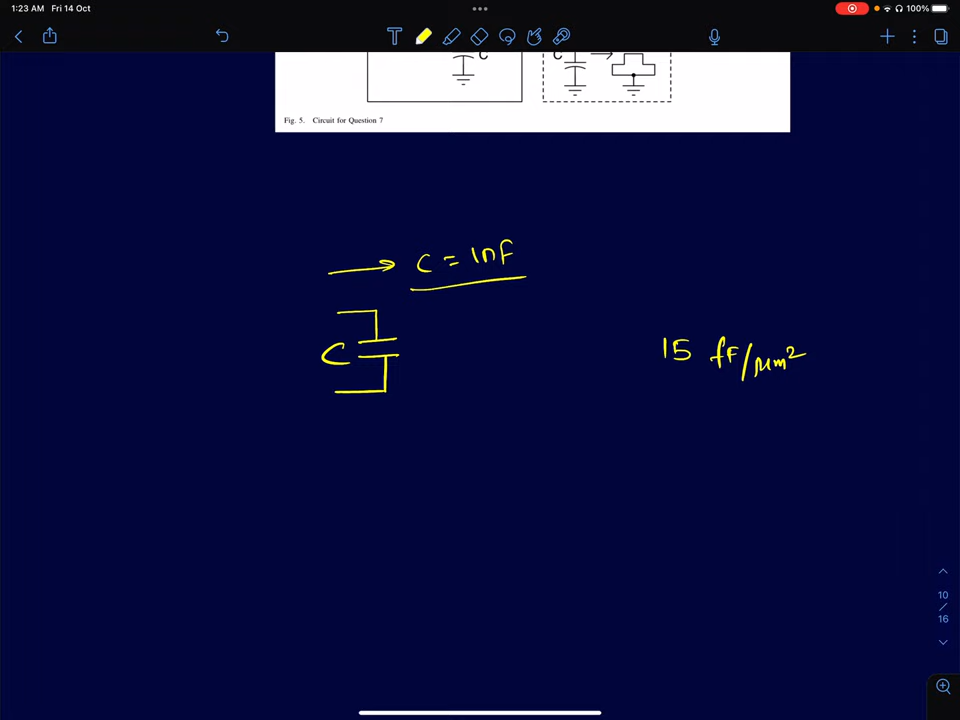 1:23 AM Fri 14 Oct
100%
C
C
Fig. 5. Circuit for Question 7
C = 1nF
C
15 fF/μm²
10
/
16